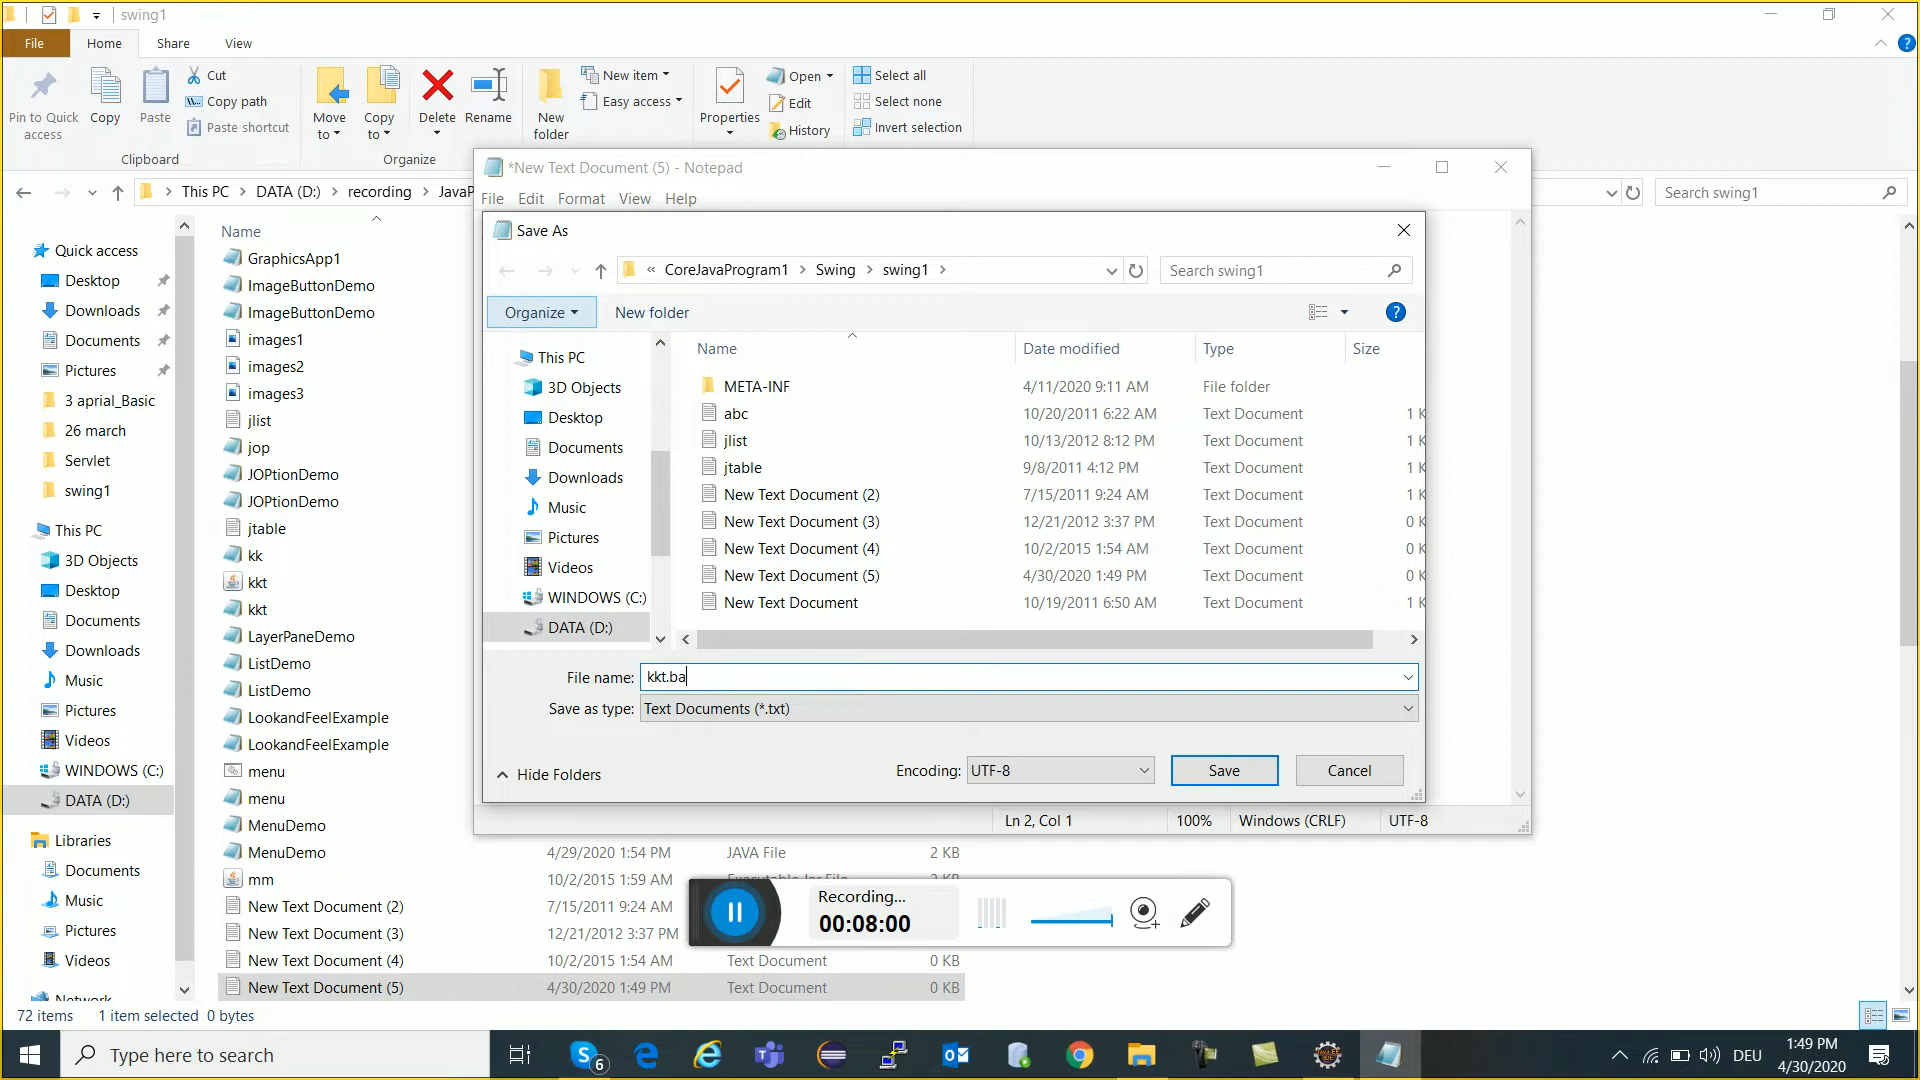 swing1
File
Home
Share
View
Pin to Quick access
Copy
Paste
Cut
Copy path
Paste shortcut
Clipboard
Move to
Copy to
Delete
Rename
Organize
New folder
New item
Easy access
Properties
Open
Edit
History
Select all
Select none
Invert selection
This PC > DATA (D:) > recording >
Search swing1
Quick access
Desktop
Downloads
Documents
Pictures
3 aprial_Basic
26 march
Servlet
swing1
This PC
3D Objects
Desktop
Documents
Downloads
Music
Pictures
Videos
WINDOWS (C:)
DATA (D:)
Libraries
Documents
Music
Pictures
Videos
Name
GraphicsApp1
ImageButtonDemo
ImageButtonDemo
images1
images2
images3
jlist
jop
JOPtionDemo
JOPtionDemo
jtable
kk
kkt
kkt
LayerPaneDemo
ListDemo
ListDemo
LookandFeelExample
LookandFeelExample
menu
menu
MenuDemo
MenuDemo 4/29/2020 1:54 PM JAVA File 2 KB
mm 10/2/2015 1:59 AM Executable Jar File 2 KB
New Text Document (2) 7/15/2011 9:24 AM
New Text Document (3) 12/21/2012 3:37 PM
New Text Document (4) 10/2/2015 1:54 AM Text Document 0 KB
New Text Document (5) 4/30/2020 1:49 PM Text Document 0 KB
72 items 1 item selected 0 bytes
*New Text Document (5) - Notepad
File Edit Format View Help
Save As
« CoreJavaProgram1 > Swing > swing1 >
Search swing1
Organize
New folder
This PC
3D Objects
Desktop
Documents
Downloads
Music
Pictures
Videos
WINDOWS (C:)
DATA (D:)
Name Date modified Type Size
META-INF 4/11/2020 9:11 AM File folder
abc 10/20/2011 6:22 AM Text Document 1 K
jlist 10/13/2012 8:12 PM Text Document 1 K
jtable 9/8/2011 4:12 PM Text Document 1 K
New Text Document (2) 7/15/2011 9:24 AM Text Document 1 K
New Text Document (3) 12/21/2012 3:37 PM Text Document 0 K
New Text Document (4) 10/2/2015 1:54 AM Text Document 0 K
New Text Document (5) 4/30/2020 1:49 PM Text Document 0 K
New Text Document 10/19/2011 6:50 AM Text Document 1 K
File name: kkt.ba
Save as type: Text Documents (*.txt)
Hide Folders
Encoding: UTF-8
Save
Cancel
Ln 2, Col 1 100% Windows (CRLF) UTF-8
Recording...
00:08:00
Type here to search
6
DEU
1:49 PM
4/30/2020